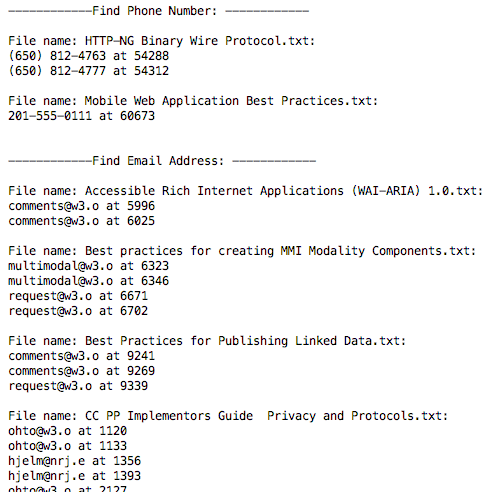 ————————————Find Phone Number: ————————————
File name: HTTP—NG Binary Wire Protocol.txt:
(650) 812—4763 at 54288
(650) 812—4777 at 54312
File name: Mobile Web Application Best Practices.txt:
201—555—0111 at 60673
————————————Find Email Address: ————————————
File name: Accessible Rich Internet Applications (WAI—ARIA) 1.0.txt:
comments@w3.o at 5996
comments@w3.o at 6025
File name: Best practices for creating MMI Modality Components.txt:
multimodal@w3.o at 6323
multimodal@w3.o at 6346
request@w3.o at 6671
request@w3.o at 6702
File name: Best Practices for Publishing Linked Data.txt:
comments@w3.o at 9241
comments@w3.o at 9269
request@w3.o at 9339
File name: CC PP Implementors Guide  Privacy and Protocols.txt:
ohto@w3.o at 1120
ohto@w3.o at 1133
hjelm@nrj.e at 1356
hjelm@nrj.e at 1393
ohto@w3.o at 2127